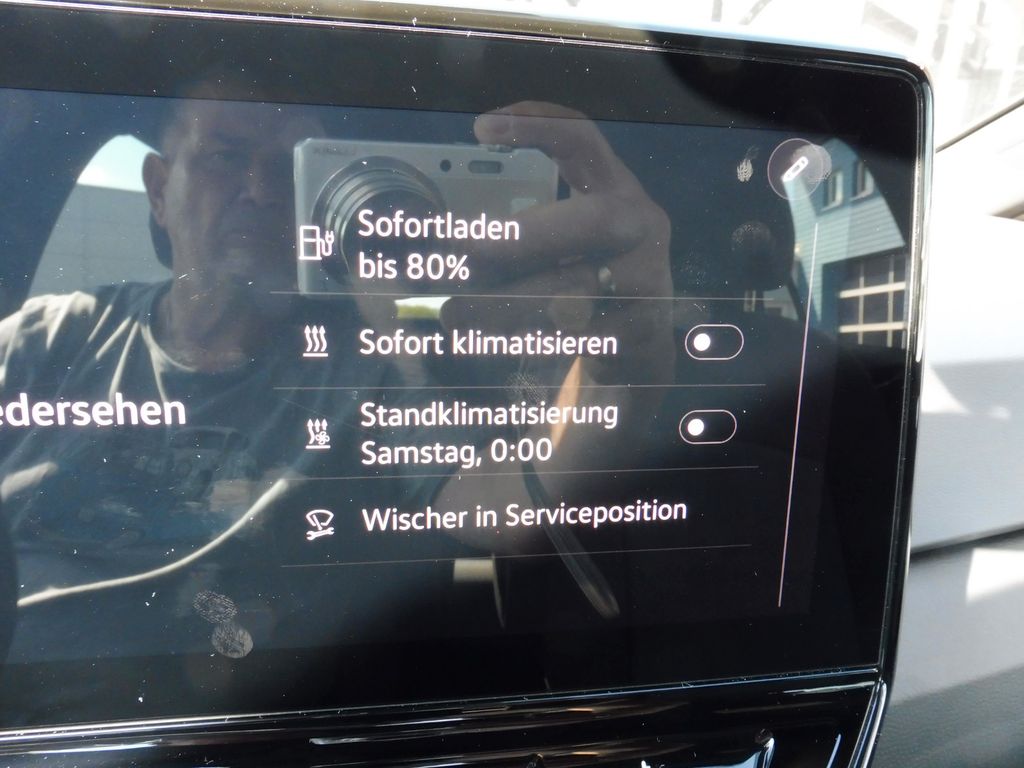 Sofortladen
bis 80%
Sofort klimatisieren
edersehen
Standklimatisierung
Samstag, 0:00
Wischer in Serviceposition